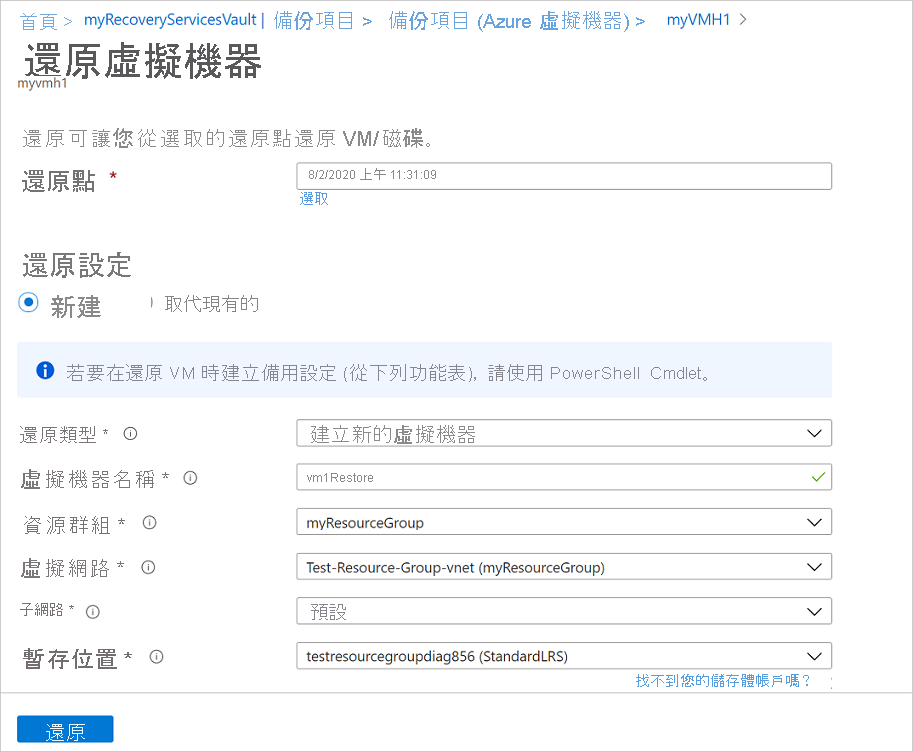 首頁 > myRecoveryServicesVault | 備份項目 > 備份項目 (Azure 虛擬機器) > myVMH1 >
還原虛擬機器
myvmh1
還原可讓您從選取的還原點還原 VM/磁碟。
還原點 * 8/2/2020 上午 11:31:09
選取
還原設定
新建 取代現有的
若要在還原 VM 時建立備用設定 (從下列功能表), 請使用 PowerShell Cmdlet。
還原類型 * 建立新的虛擬機器
虛擬機器名稱 * vm1Restore
資源群組 * myResourceGroup
虛擬網路 * Test-Resource-Group-vnet (myResourceGroup)
子網路 * 預設
暫存位置 * testresourcegroupdiag856 (StandardLRS)
找不到您的儲存體帳戶嗎?
還原